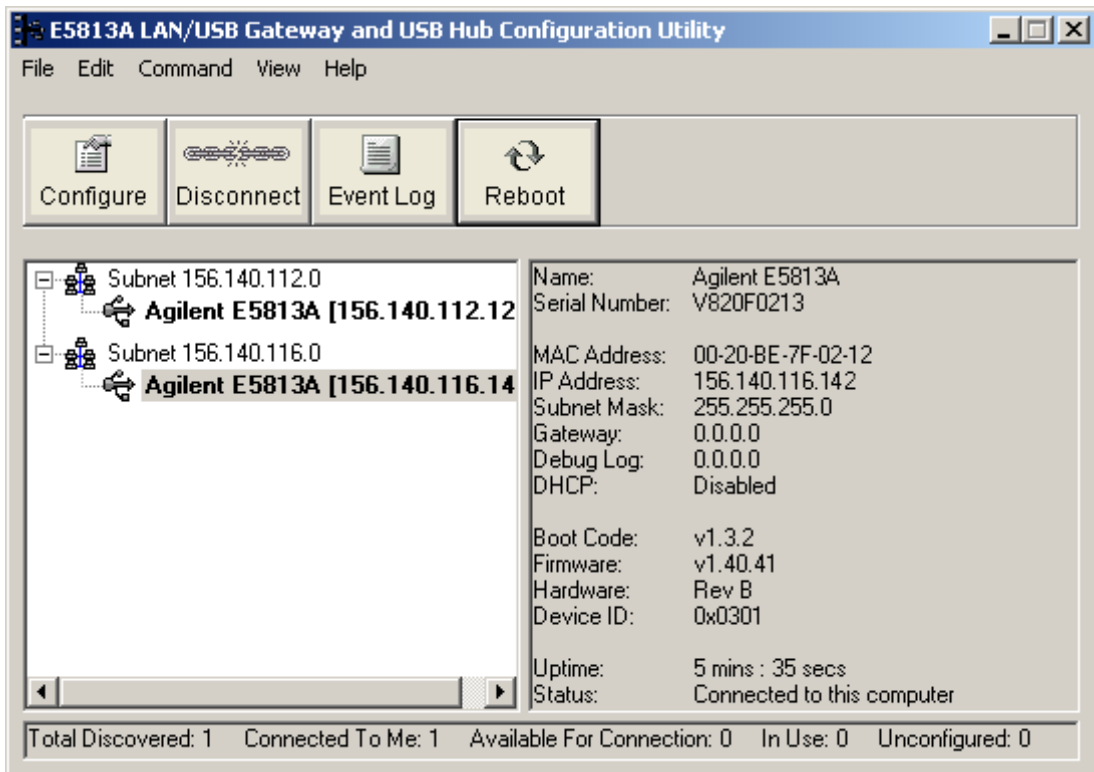 E5813A LAN/USB Gateway and USB Hub Configuration Utility
File Edit Command View Help
Configure Disconnect Event Log Reboot
Subnet 156.140.112.0
Agilent E5813A [156.140.112.12
Subnet 156.140.116.0
Agilent E5813A [156.140.116.14
Name: Agilent E5813A
Serial Number: V820F0213
MAC Address: 00-20-BE-7F-02-12
IP Address: 156.140.116.142
Subnet Mask: 255.255.255.0
Gateway: 0.0.0.0
Debug Log: 0.0.0.0
DHCP: Disabled
Boot Code: v1.3.2
Firmware: v1.40.41
Hardware: Rev B
Device ID: 0x0301
Uptime: 5 mins : 35 secs
Status: Connected to this computer
Total Discovered: 1 Connected To Me: 1 Available For Connection: 0 In Use: 0 Unconfigured: 0